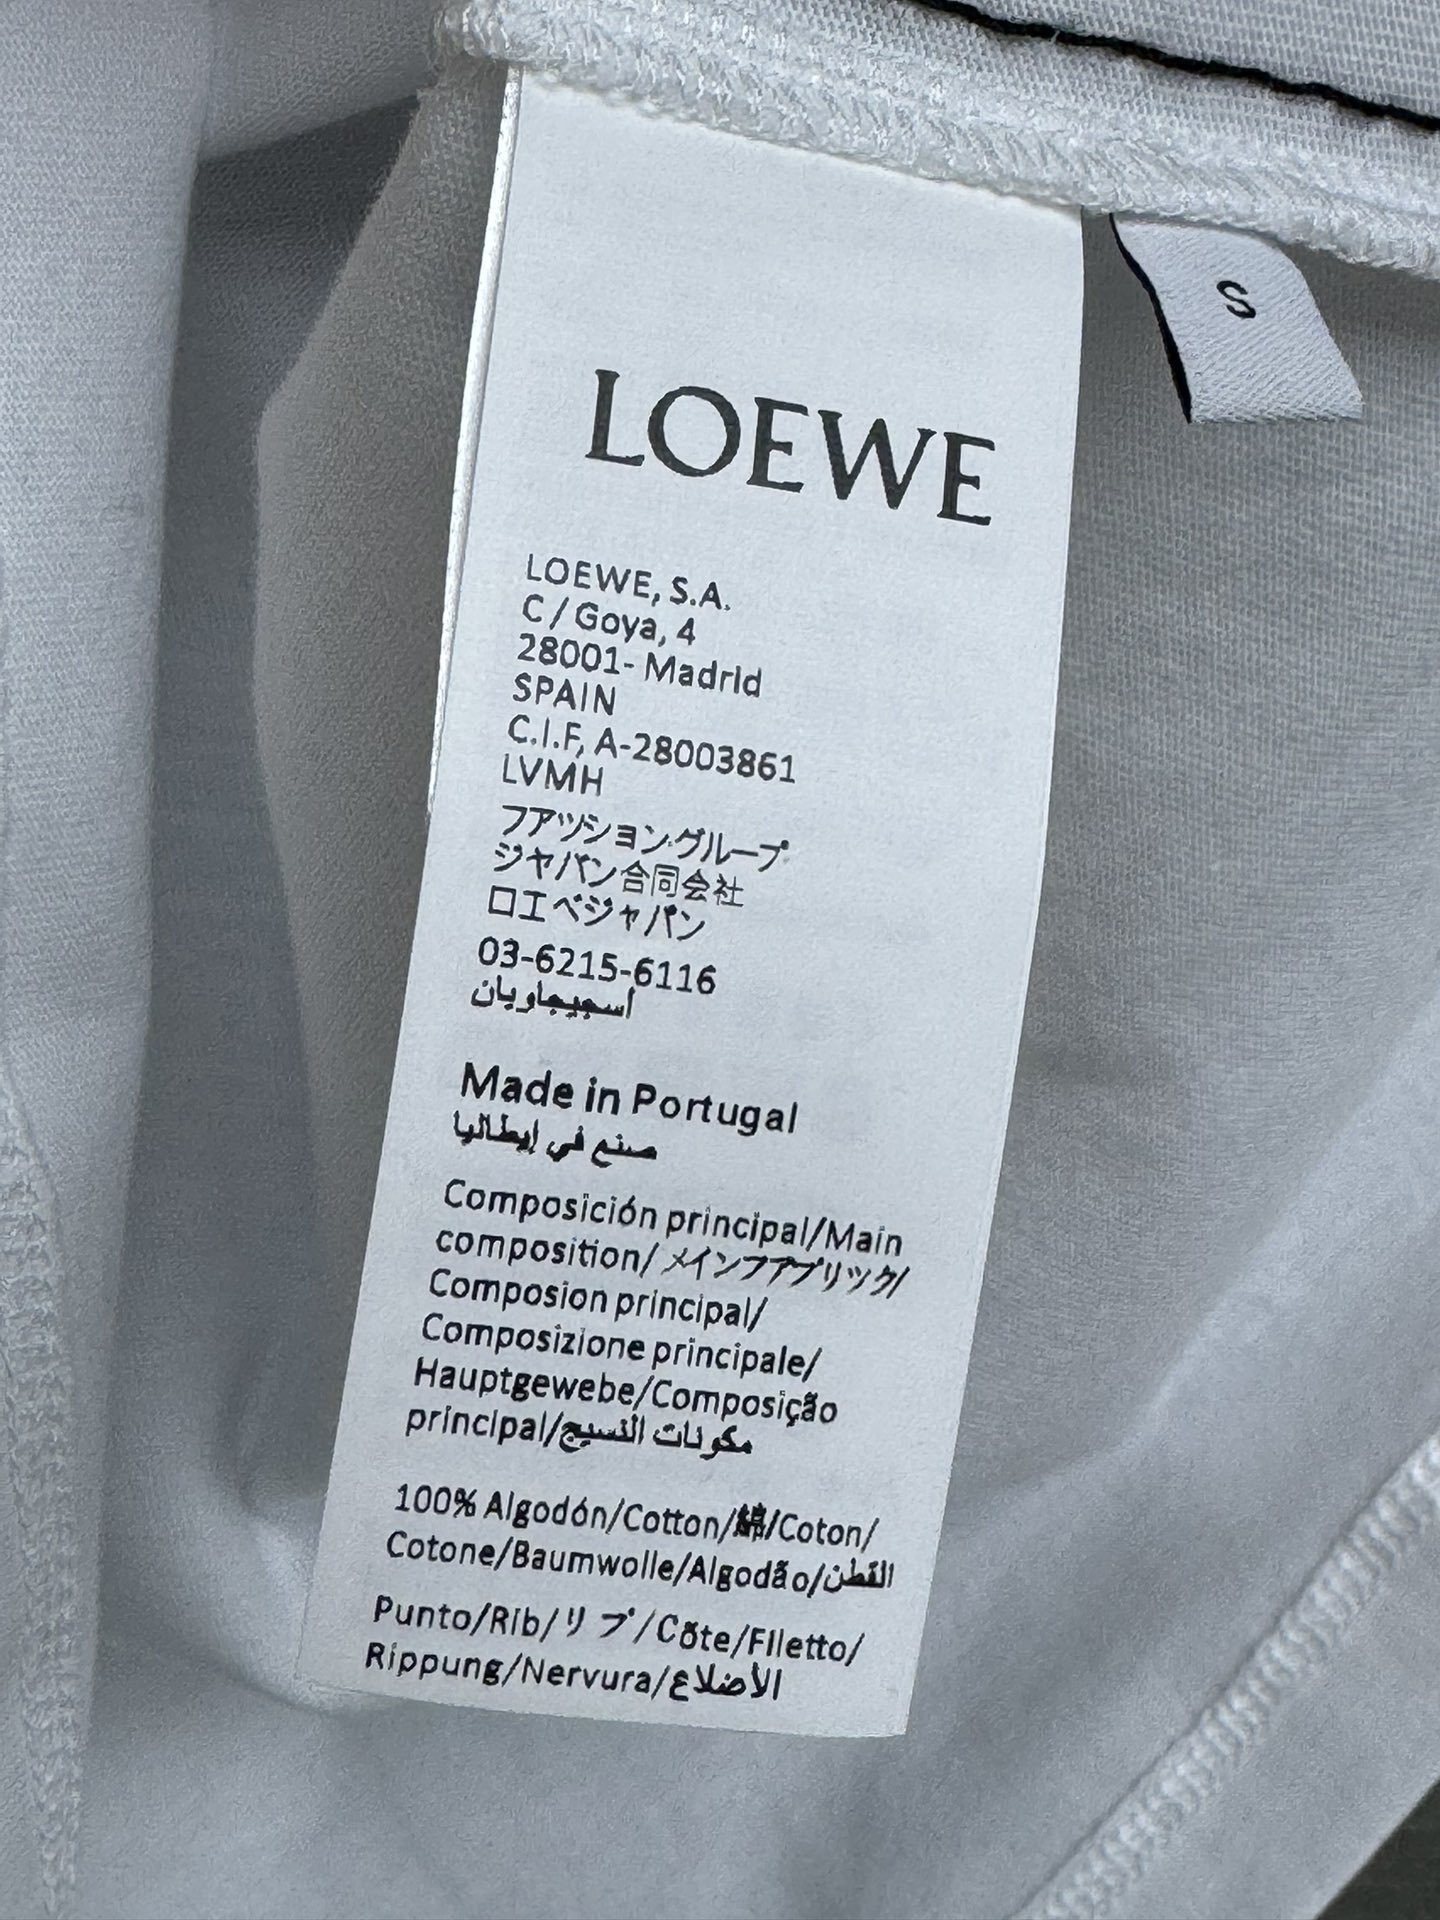 S
LOEWE
LOEWE, S.A.
C / Goya, 4
28001- Madrid
SPAIN
C.I.F, A-28003861
LVMH
フアッション·グループ
ジャパン合同会社
ロエベジャパン
03-6215-6116
اسجيجاوربان
Made in Portugal
صنع في إيطاليا
Composición principal/Main
composition/メインフアブリック/
Composion principal/
Composizione principale/
Hauptgewebe/Composição
principal/مكونات النسيج
100% Algodón/Cotton/綿/Coton/
Cotone/Baumwolle/Algodão/القطن
Punto/Rib/リブ/Côte/Filetto/
Rippung/Nervura/الأضلاع